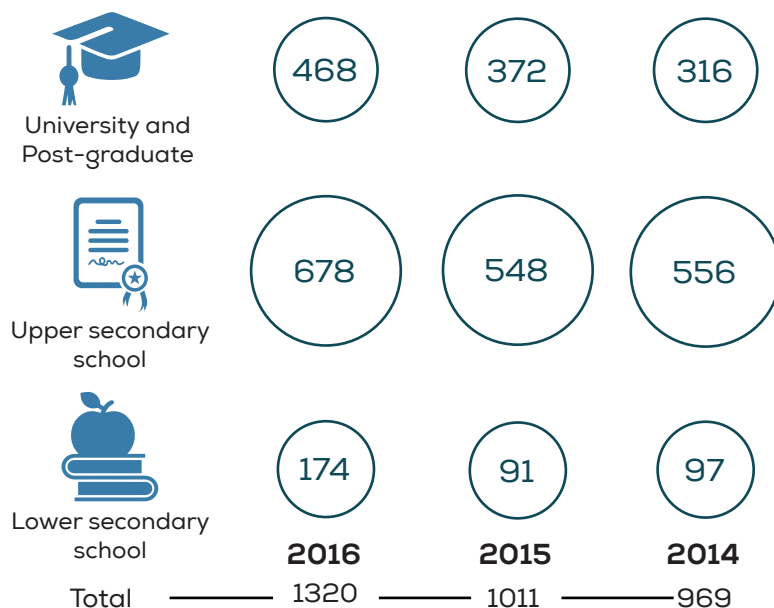 468 372 316
University and
Post-graduate
678 548 556
Upper secondary
school
174 91 97
Lower secondary
school
2016 2015 2014
Total 1320 1011 969